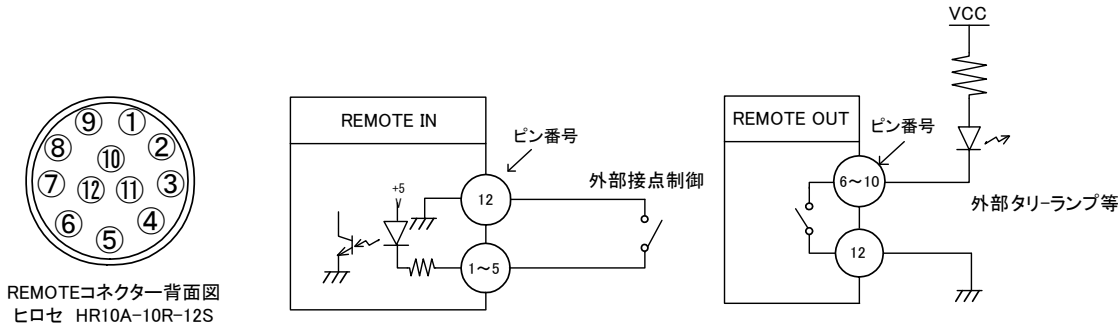 ⑨
①
⑧
②
⑩
⑦
⑫
⑪
③
⑥
④
⑤
REMOTEコネクター背面図
ヒロセ HR10A-10R-12S
REMOTE IN
ピン番号
+5
12
外部接点制御
1～5
VCC
REMOTE OUT
ピン番号
6～10
外部タリーランプ等
12